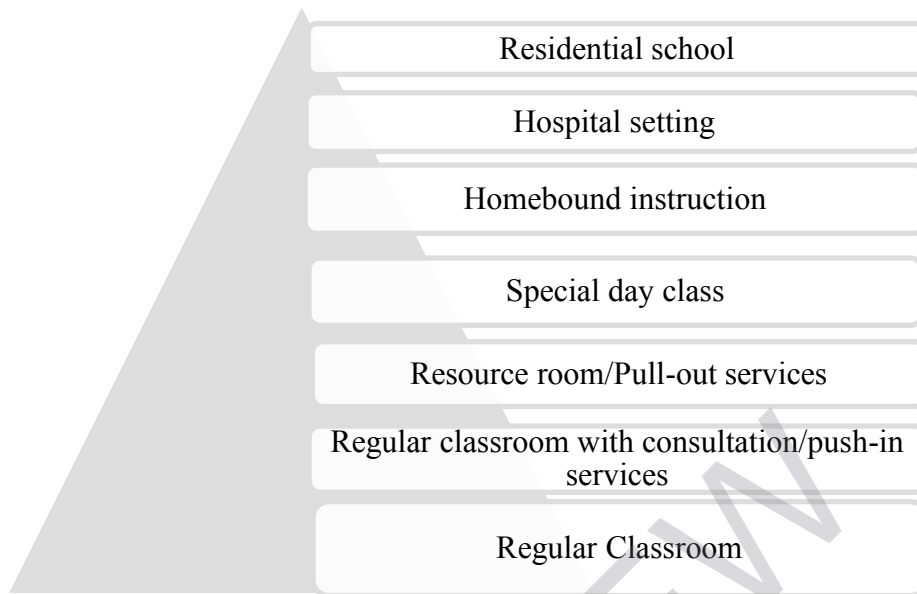 Residential school
Hospital setting
Homebound instruction
Special day class
Resource room/Pull-out services
Regular classroom with consultation/push-in
services
Regular Classroom